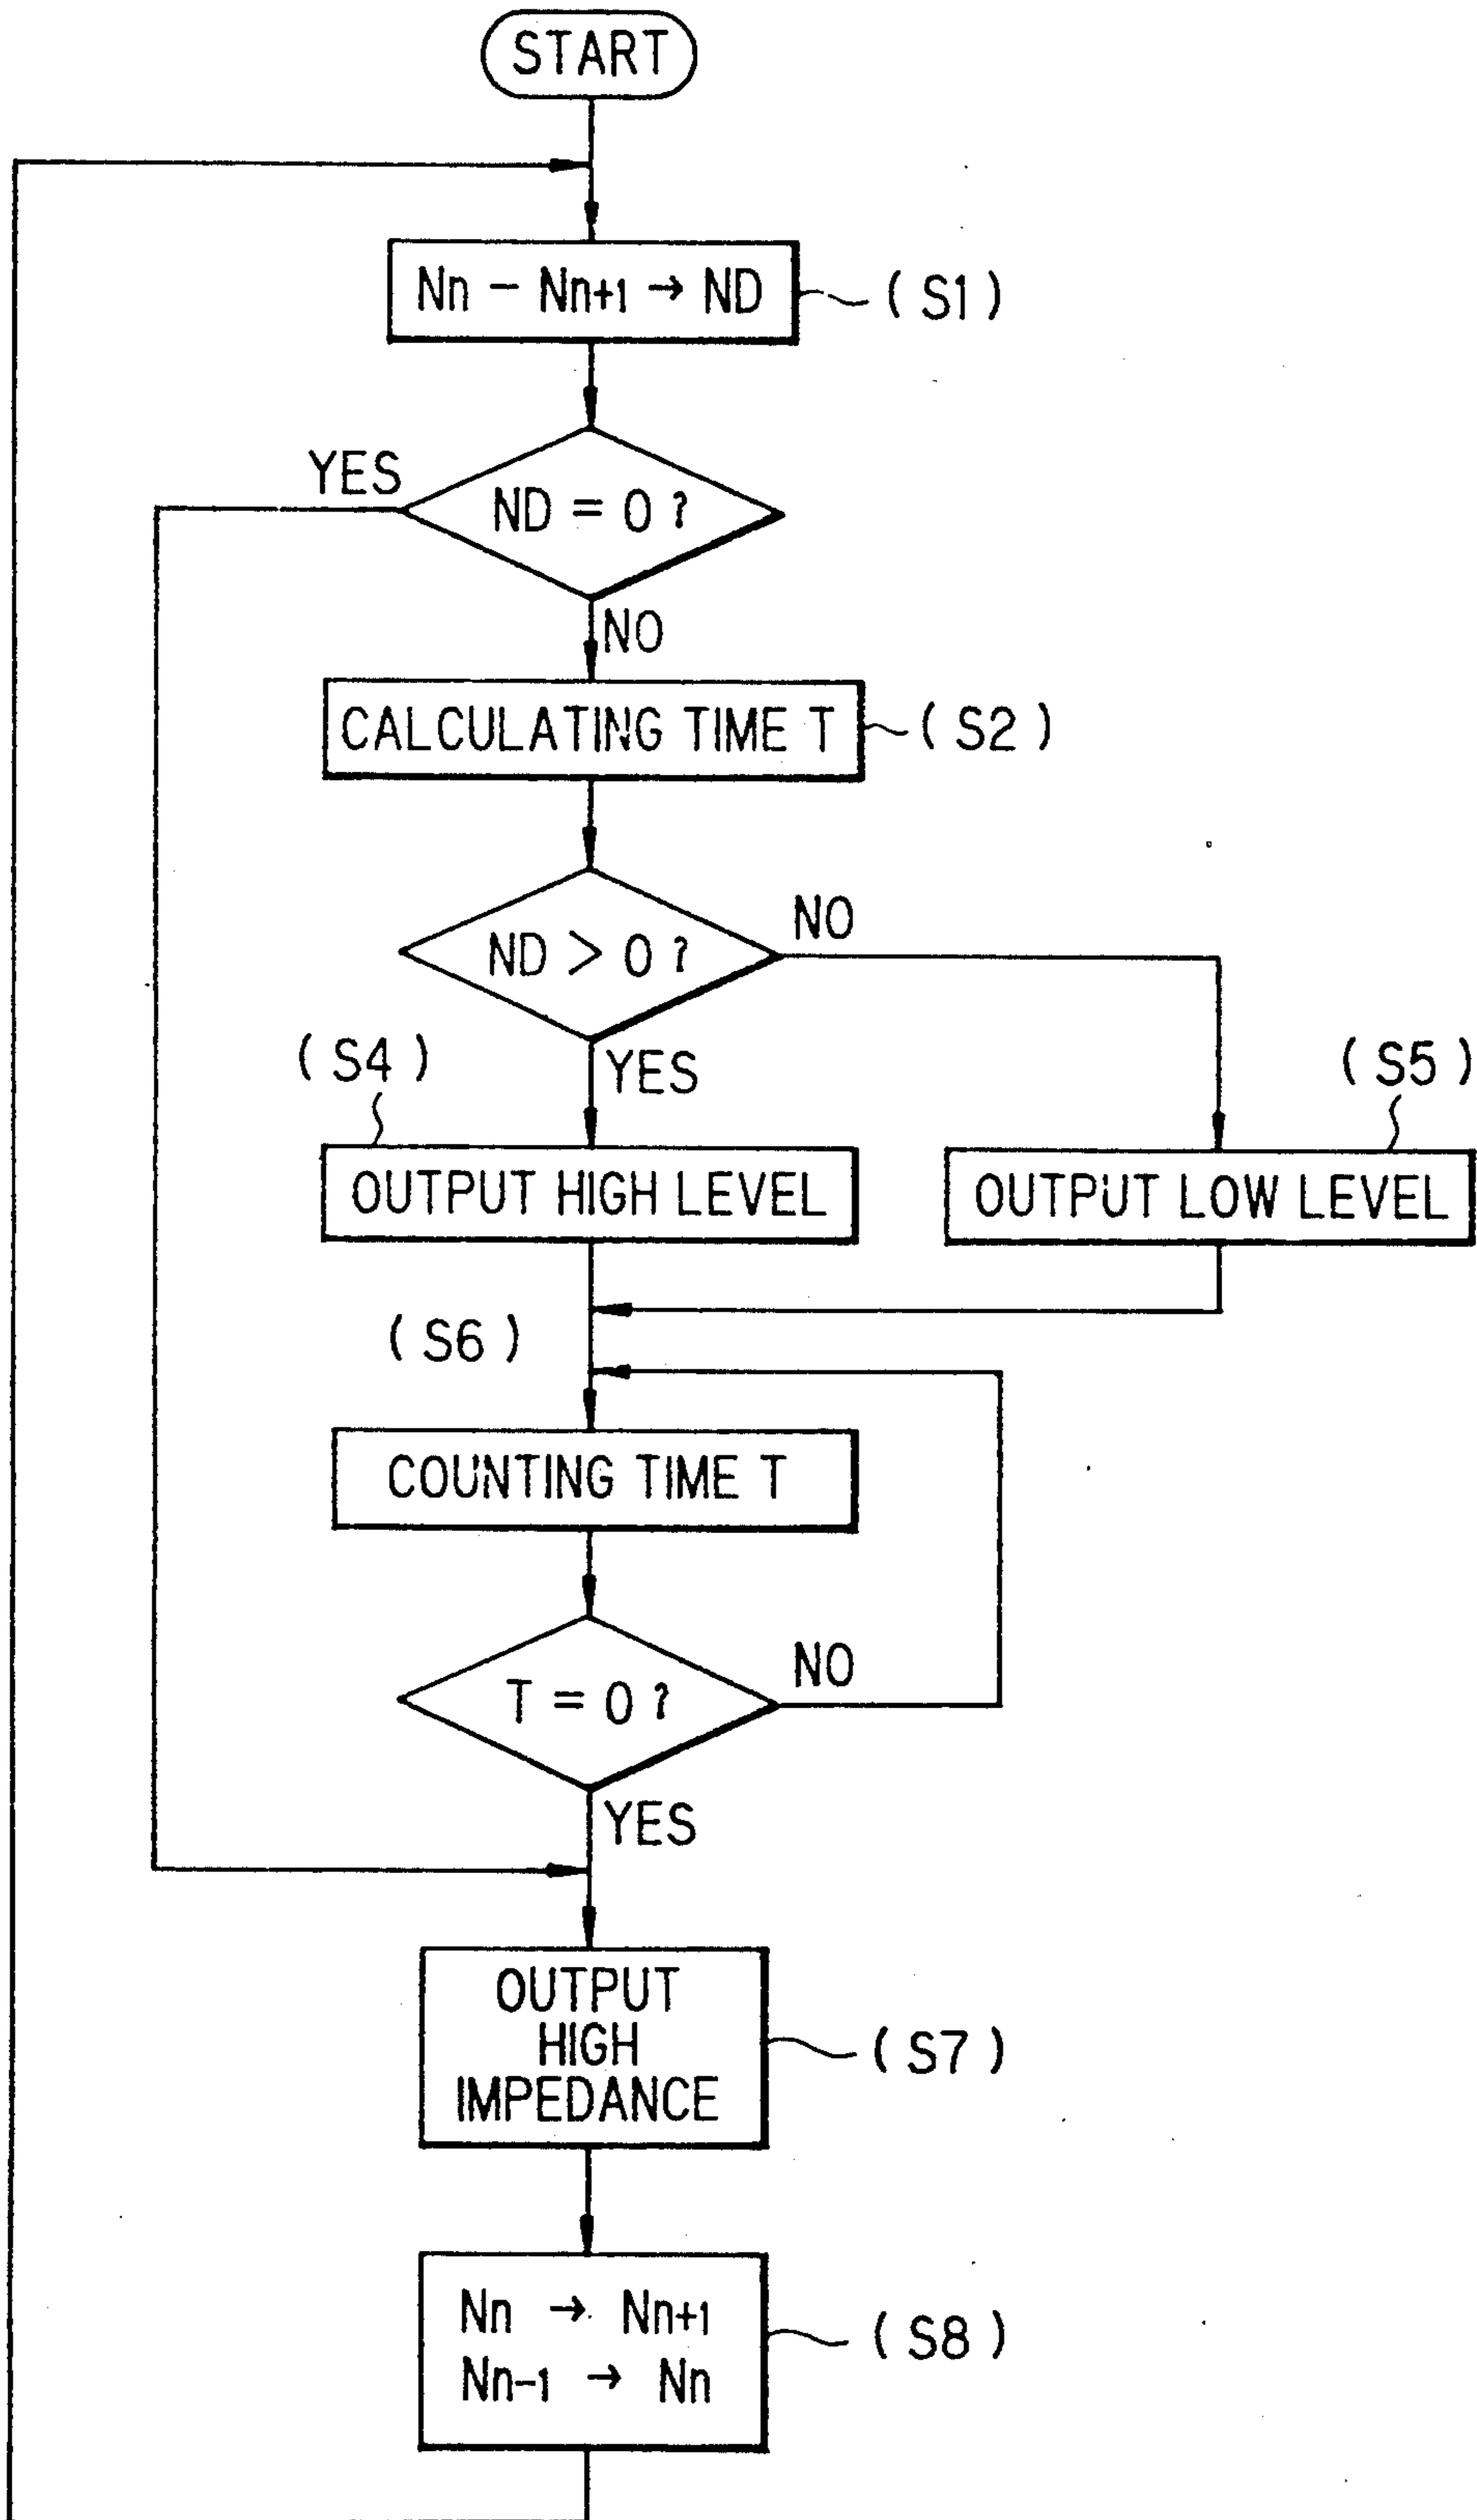 START
Nn − Nn+1 → ND
(S1)
YES
ND = 0 ?
NO
CALCULATING TIME T
(S2)
NO
ND > 0 ?
(S4)
YES
(S5)
OUTPUT HIGH LEVEL
OUTPUT LOW LEVEL
(S6)
COUNTING TIME T
NO
T = 0 ?
YES
OUTPUT
HIGH
IMPEDANCE
(S7)
Nn → Nn+1
Nn-1 → Nn
(S8)